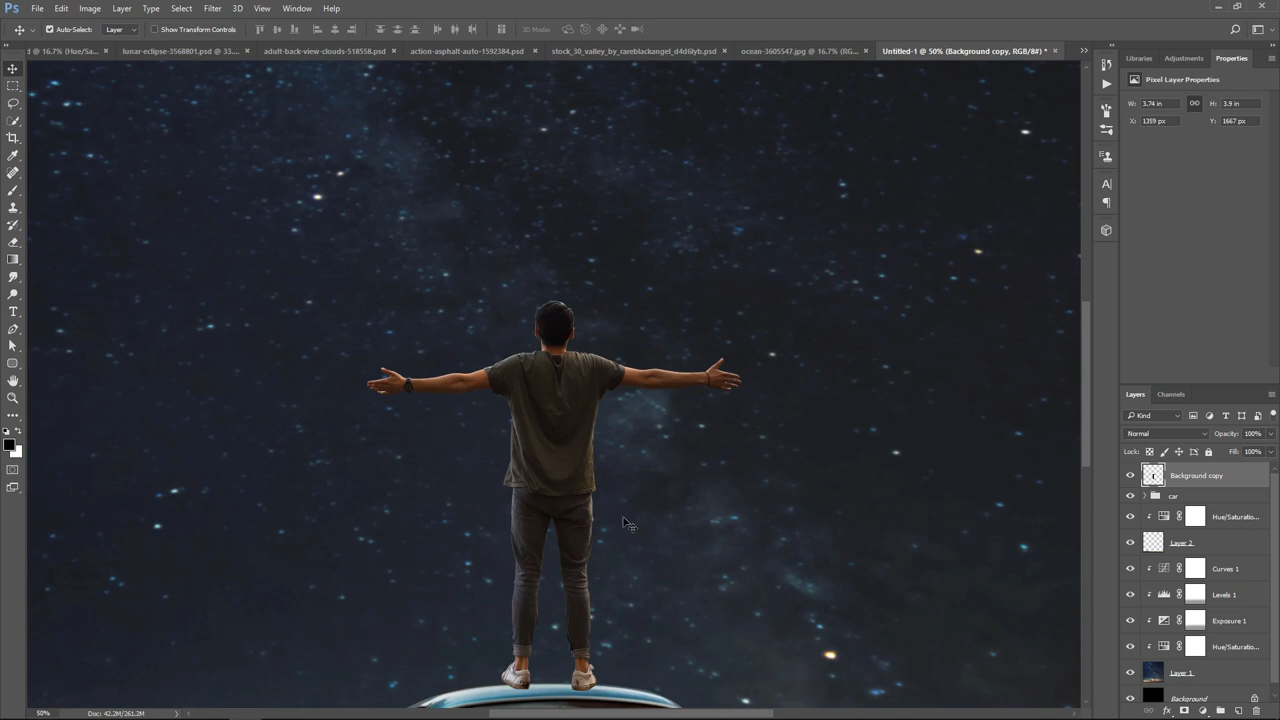 Ps File Edit Image Layer Type Select Filter 3D View Window Help
Auto-Select: Layer Show Transform Controls 3D Mode:
d @ 16.7% (Hue/Sa... × lunar-eclipse-3568801.psd @ 33.... × adult-back-view-clouds-518558.psd × action-asphalt-auto-1592384.psd × stock_30_valley_by_rareblackangel_d4d6lyb.psd × ocean-3605547.jpg @ 16.7% (RG... × Untitled-1 @ 50% (Background copy, RGB/8#) * ×
Libraries Adjustments Properties
Pixel Layer Properties
W: 3.74 in H: 3.9 in
X: 1359 px Y: 1667 px
Layers Channels
Kind
Normal Opacity: 100%
Lock: Fill: 100%
Background copy
car
Hue/Saturatio...
Layer 2
Curves 1
Levels 1
Exposure 1
Hue/Saturatio...
Layer 1
Background
50% Doc: 42.2M/261.2M